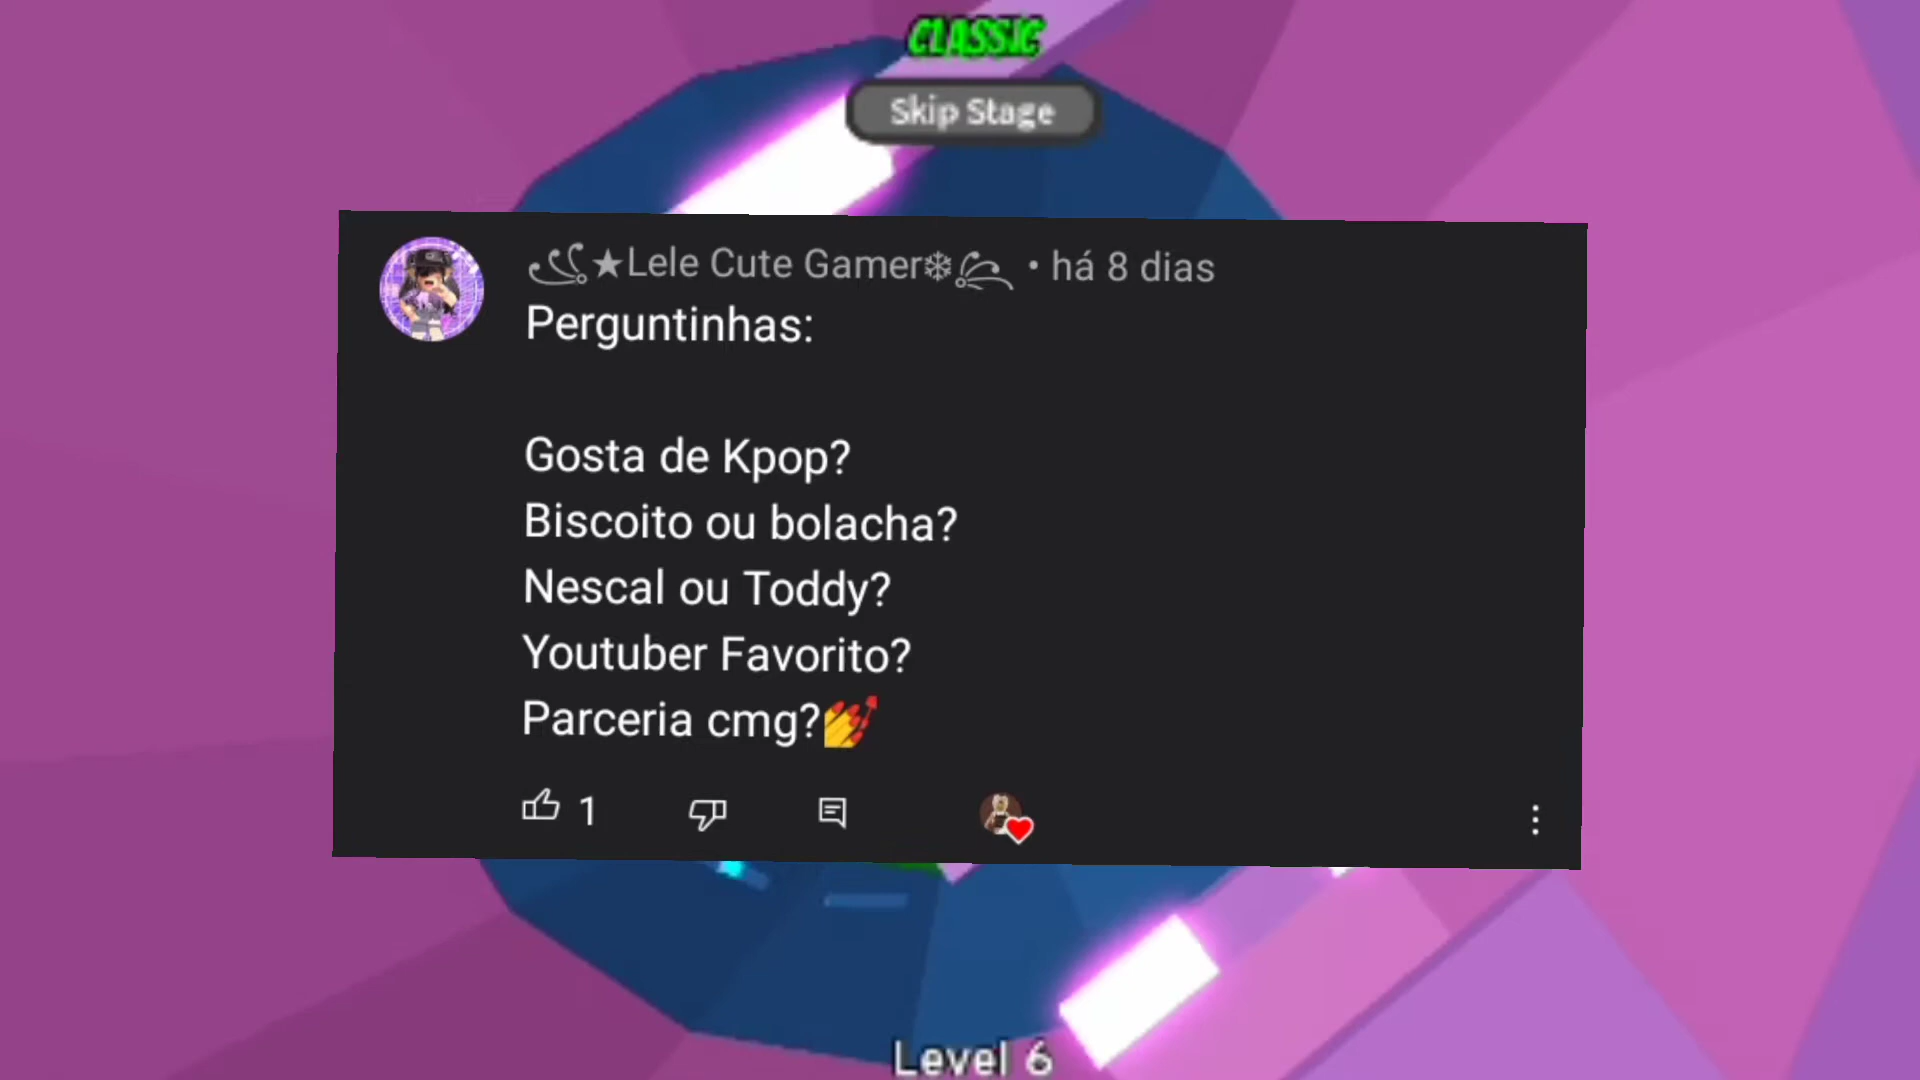 CLASSIC
Skip Stage
★Lele Cute Gamer❄ • há 8 dias
Perguntinhas:
Gosta de Kpop?
Biscoito ou bolacha?
Nescal ou Toddy?
Youtuber Favorito?
Parceria cmg?💅
1
Level 6